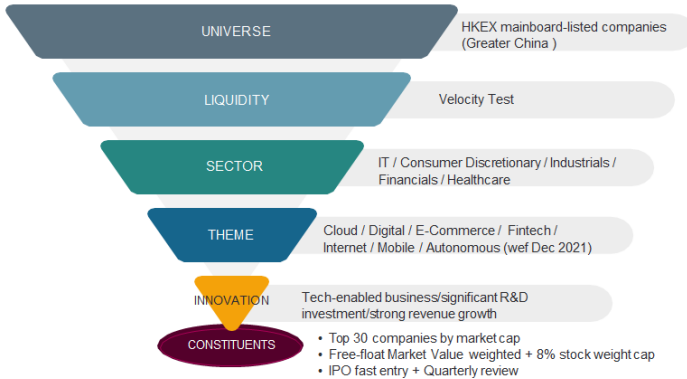 UNIVERSE
HKEX mainboard-listed companies
(Greater China )
LIQUIDITY
Velocity Test
SECTOR
IT / Consumer Discretionary / Industrials /
Financials / Healthcare
THEME
Cloud / Digital / E-Commerce / Fintech /
Internet / Mobile / Autonomous (wef Dec 2021)
INNOVATION
Tech-enabled business/significant R&D
investment/strong revenue growth
CONSTITUENTS
• Top 30 companies by market cap
• Free-float Market Value weighted + 8% stock weight cap
• IPO fast entry + Quarterly review